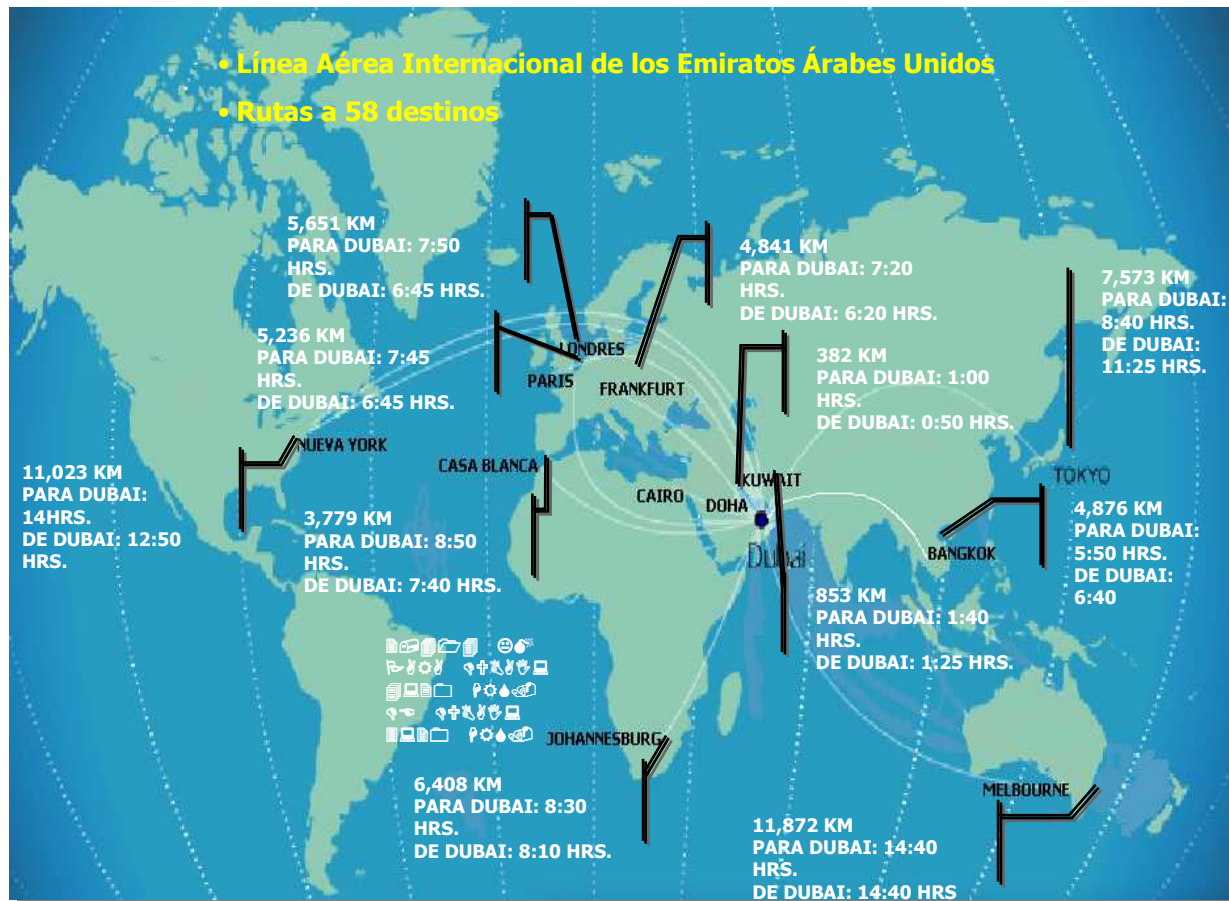 • Línea Aérea Internacional de los Emiratos Árabes Unidos
• Rutas a 58 destinos
5,651 KM
PARA DUBAI: 7:50
HRS.
DE DUBAI: 6:45 HRS.
4,841 KM
PARA DUBAI: 7:20
HRS.
DE DUBAI: 6:20 HRS.
7,573 KM
PARA DUBAI:
8:40 HRS.
DE DUBAI:
11:25 HRS.
5,236 KM
PARA DUBAI: 7:45
HRS.
DE DUBAI: 6:45 HRS.
LONDRES
PARIS
FRANKFURT
382 KM
PARA DUBAI: 1:00
HRS.
DE DUBAI: 0:50 HRS.
NUEVA YORK
CASA BLANCA
CAIRO
KUWAIT
DOHA
Dubai
TOKYO
BANGKOK
11,023 KM
PARA DUBAI:
14HRS.
DE DUBAI: 12:50
HRS.
3,779 KM
PARA DUBAI: 8:50
HRS.
DE DUBAI: 7:40 HRS.
4,876 KM
PARA DUBAI:
5:50 HRS.
DE DUBAI:
6:40
853 KM
PARA DUBAI: 1:40
HRS.
DE DUBAI: 1:25 HRS.
JOHANNESBURG
6,408 KM
PARA DUBAI: 8:30
HRS.
DE DUBAI: 8:10 HRS.
MELBOURNE
11,872 KM
PARA DUBAI: 14:40
HRS.
DE DUBAI: 14:40 HRS